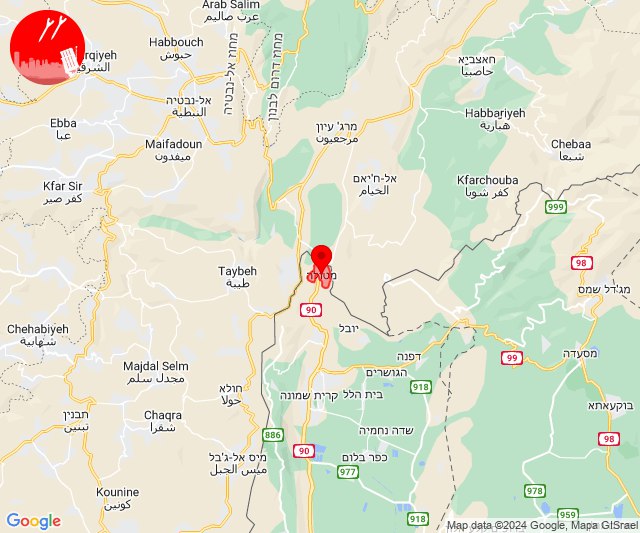 Arab Salim
عرب صاليم
Habbouch
حبوش
الشرقية
מחוז אל-נבטיה
מחוז דרום לבנון
אל-נבטיה
النبطية
חאצביא
حاصبيا
Habbariyeh
هبارية
Ebba
عبا
Maifadoun
ميفدون
מרג' עיון
مرجعيون
Chebaa
شبعا
אל-ח'יאם
الخيام
Kfar Sir
كفر صير
Kfarchouba
كفر شوبا
999
98
Taybeh
طيبة
מטולה
מג'דל שמס
90
Chehabiyeh
شهابية
יובל
דפנה
99
מסעדה
Majdal Selm
مجدل سلم
הגושרים
918
חולא
حولا
קרית שמונה
בית הלל
918
בוקעאתא
תבנין
تبنين
Chaqra
شقرا
886
שדה נחמיה
98
90
מיס אל-ג'בל
ميس الجبل
כפר בלום
977
Kounine
كونين
978
918
959
Google
Map data ©2024 Google, Mapa GISrael